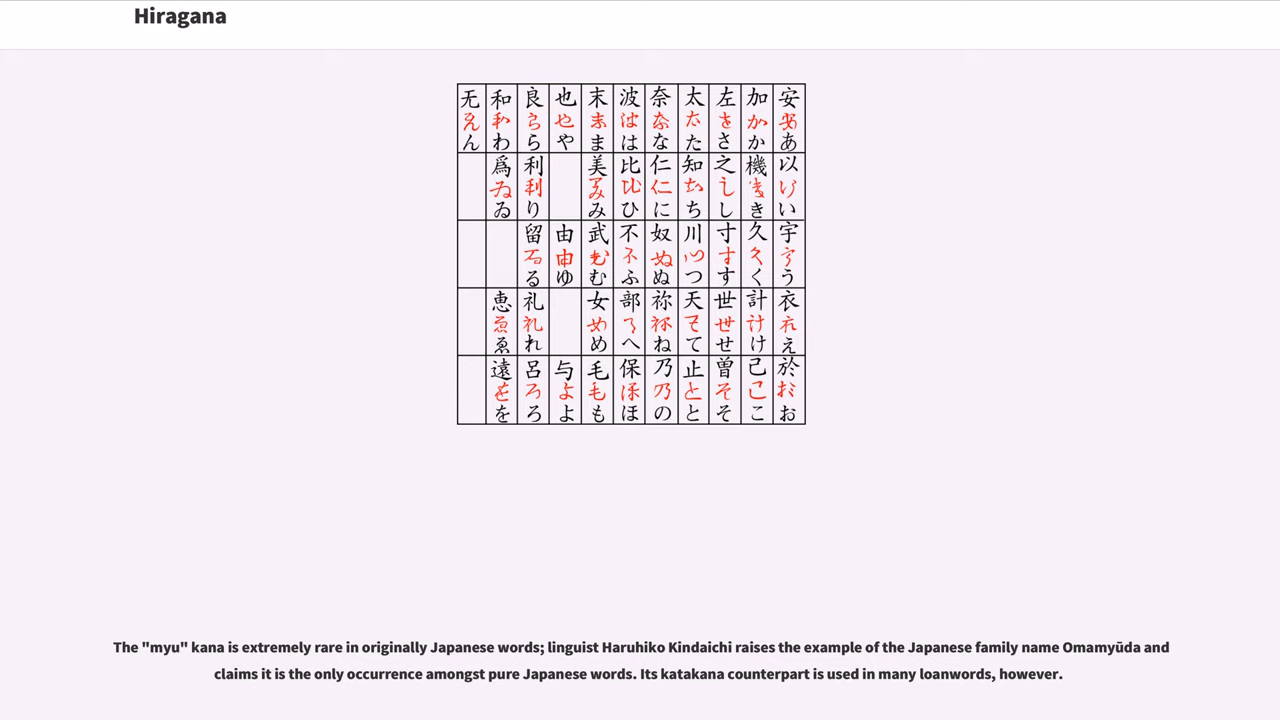 Hiragana
无 和 良 也 末 波 奈 太 左 加 安
ん わ ら や ま は な た さ か あ
爲 利 美 比 仁 知 之 機 以
ゐ り み ひ に ち し き い
留 由 武 不 奴 川 寸 久 宇
る ゆ む ふ ぬ つ す く う
恵 礼 女 部 祢 天 世 計 衣
ゑ れ め へ ね て せ け え
遠 呂 与 毛 保 乃 止 曽 己 於
を ろ よ も ほ の と そ こ お
The "myu" kana is extremely rare in originally Japanese words; linguist Haruhiko Kindaichi raises the example of the Japanese family name Omamyūda and
claims it is the only occurrence amongst pure Japanese words. Its katakana counterpart is used in many loanwords, however.